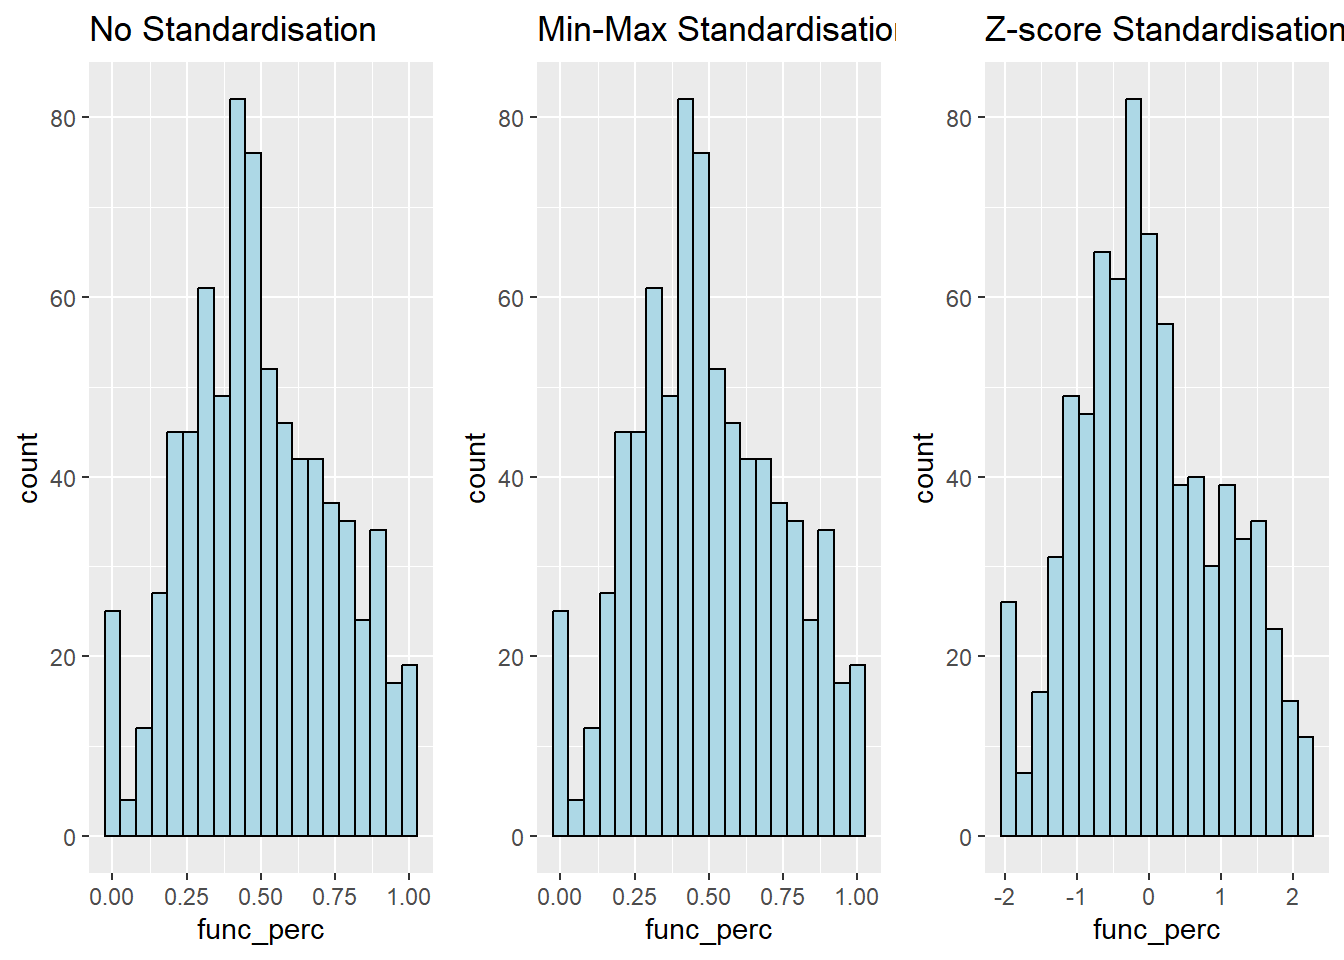 No Standardisation
80
60
40
20
0
count
0.00 0.25 0.50 0.75 1.00
func_perc
Min-Max Standardisation
80
60
40
20
0
count
0.00 0.25 0.50 0.75 1.00
func_perc
Z-score Standardisation
80
60
40
20
0
count
-2 -1 0 1 2
func_perc